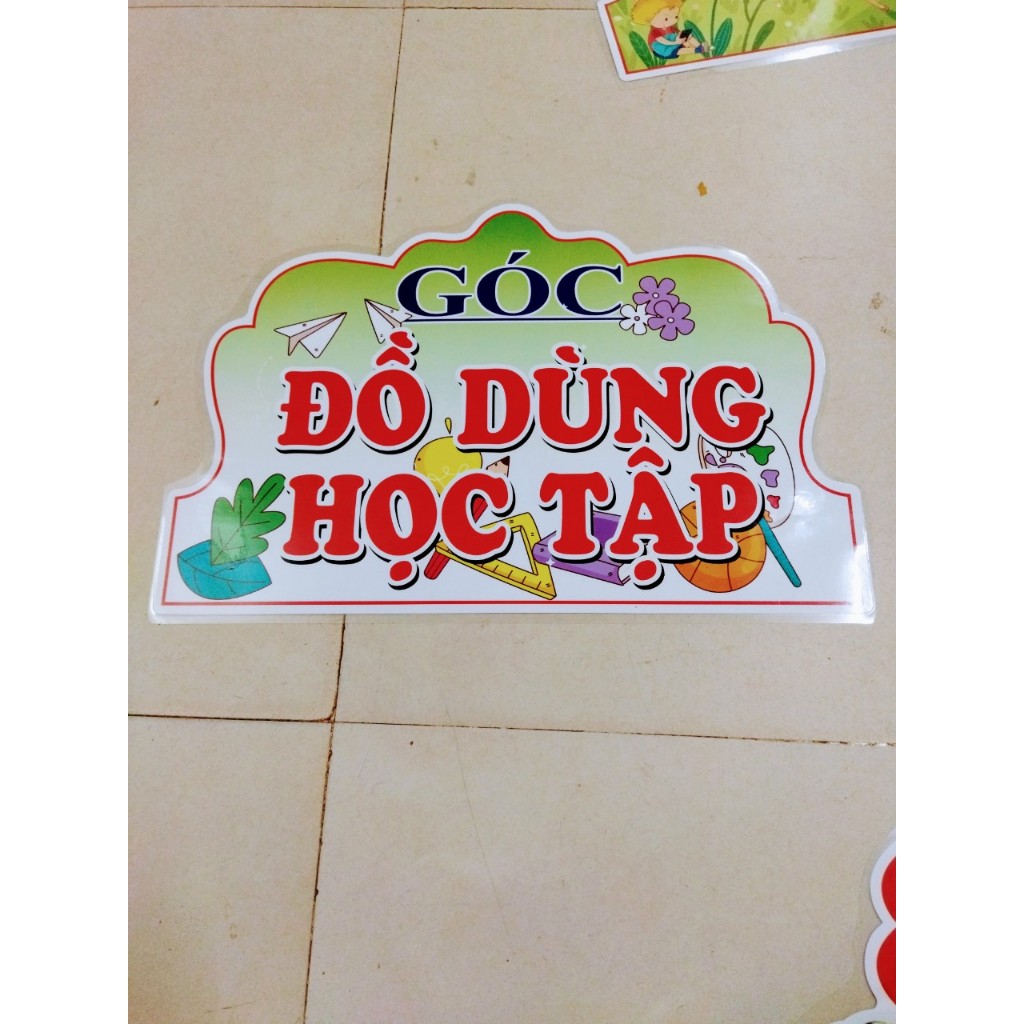 GÓC
ĐỒ DÙNG
HỌC TẬP